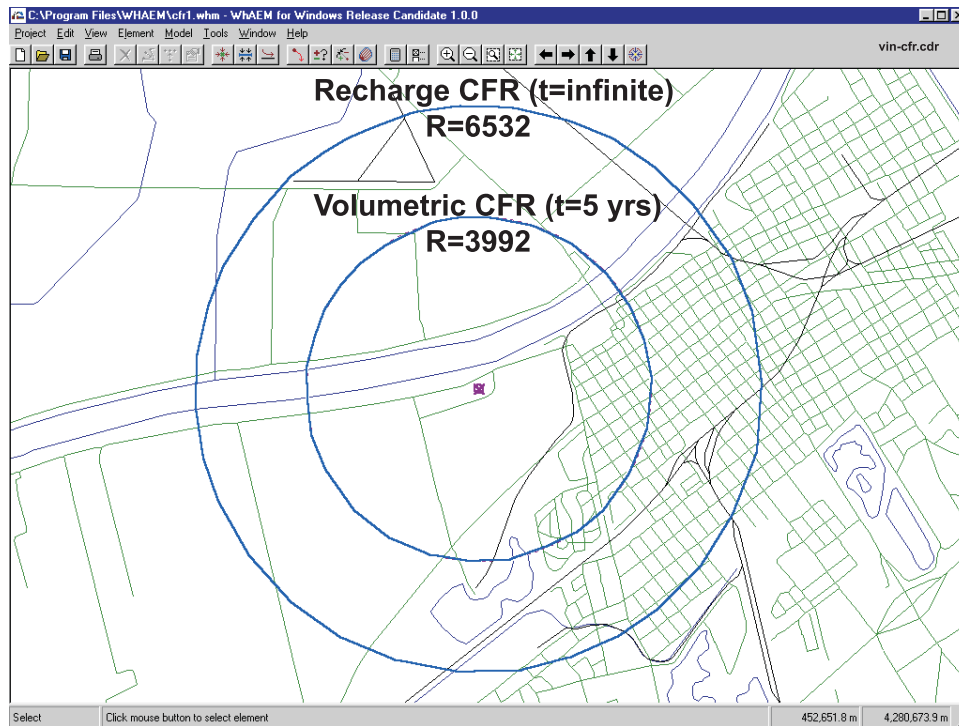 C:\Program Files\WHAEM\cfr1.whm - WhAEM for Windows Release Candidate 1.0.0
Project Edit View Element Model Tools Window Help
vin-cfr.cdr
Recharge CFR (t=infinite)
R=6532
Volumetric CFR (t=5 yrs)
R=3992
Select
Click mouse button to select element
452,651.8 m
4,280,673.9 m